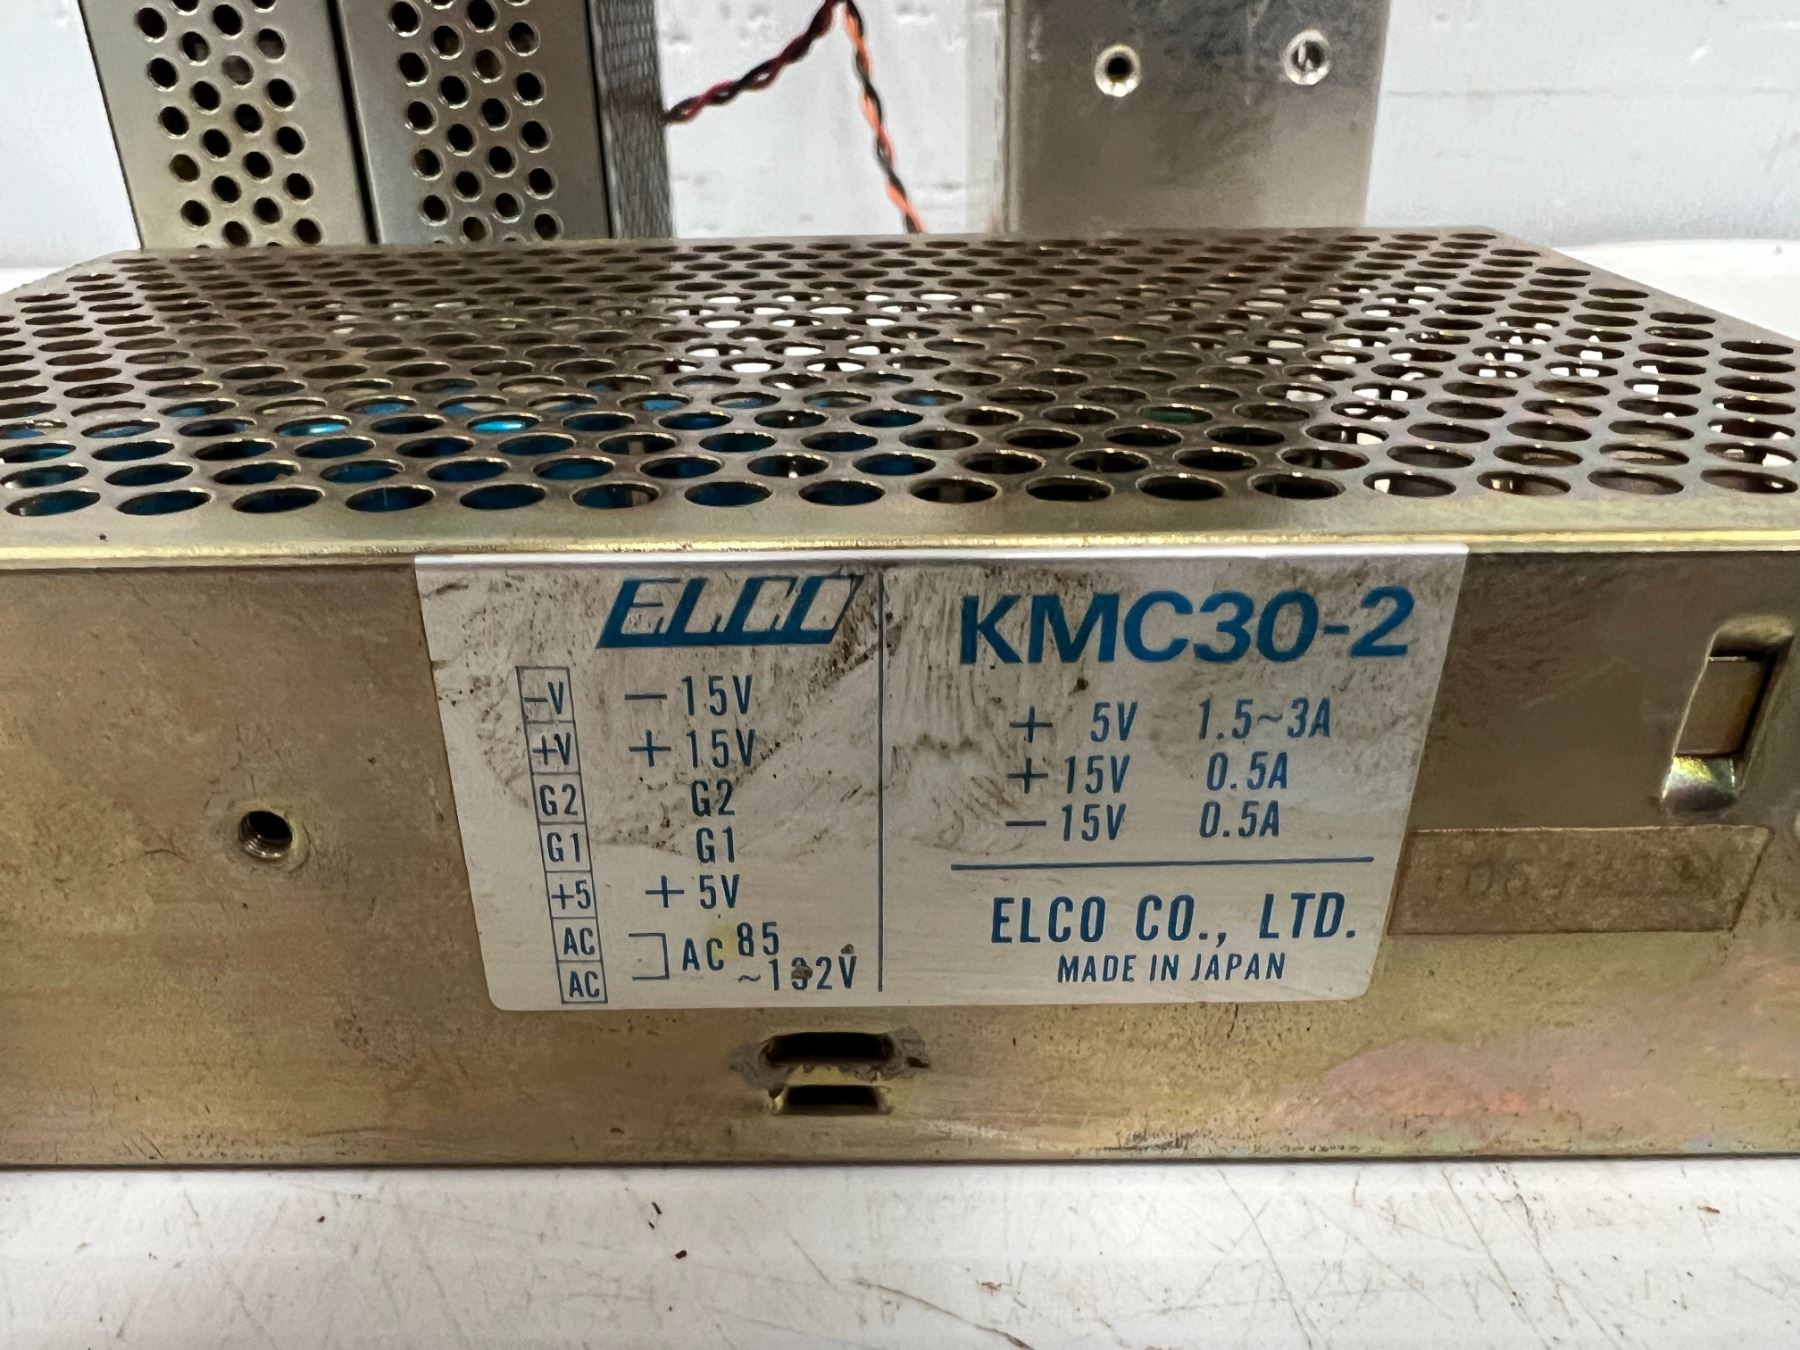 ELCO
-V -15V
+V +15V
G2 G2
G1 G1
+5 +5V
AC AC 85
AC ~132V
KMC30-2
+ 5V 1.5~3A
+15V 0.5A
-15V 0.5A
ELCO CO., LTD.
MADE IN JAPAN